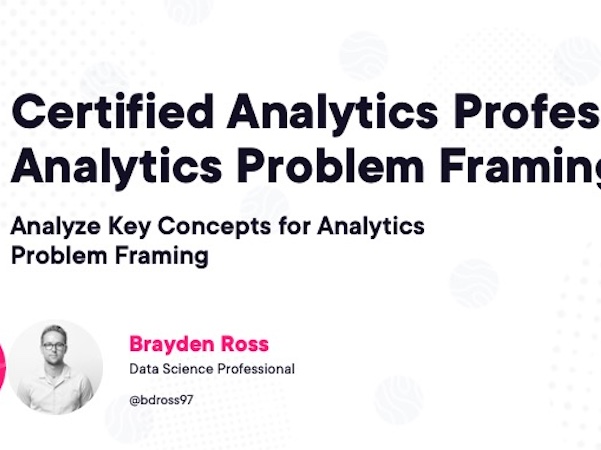 Certified Analytics Profes
Analytics Problem Framing
Analyze Key Concepts for Analytics
Problem Framing
Brayden Ross
Data Science Professional
@bdross97